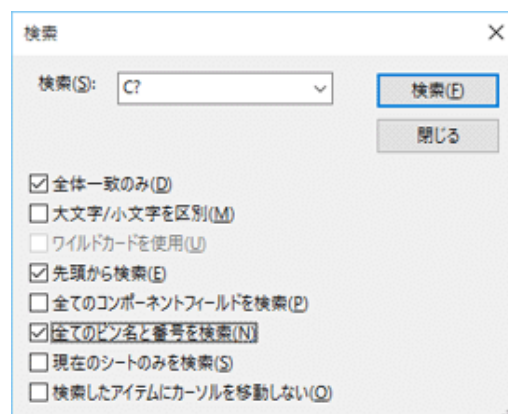 検索
検索(S):
C?
検索(F)
閉じる
全体一致のみ(D)
大文字/小文字を区別(M)
ワイルドカードを使用(U)
先頭から検索(E)
全てのコンポーネントフィールドを検索(P)
全てのピン名と番号を検索(N)
現在のシートのみを検索(S)
検索したアイテムにカーソルを移動しない(O)